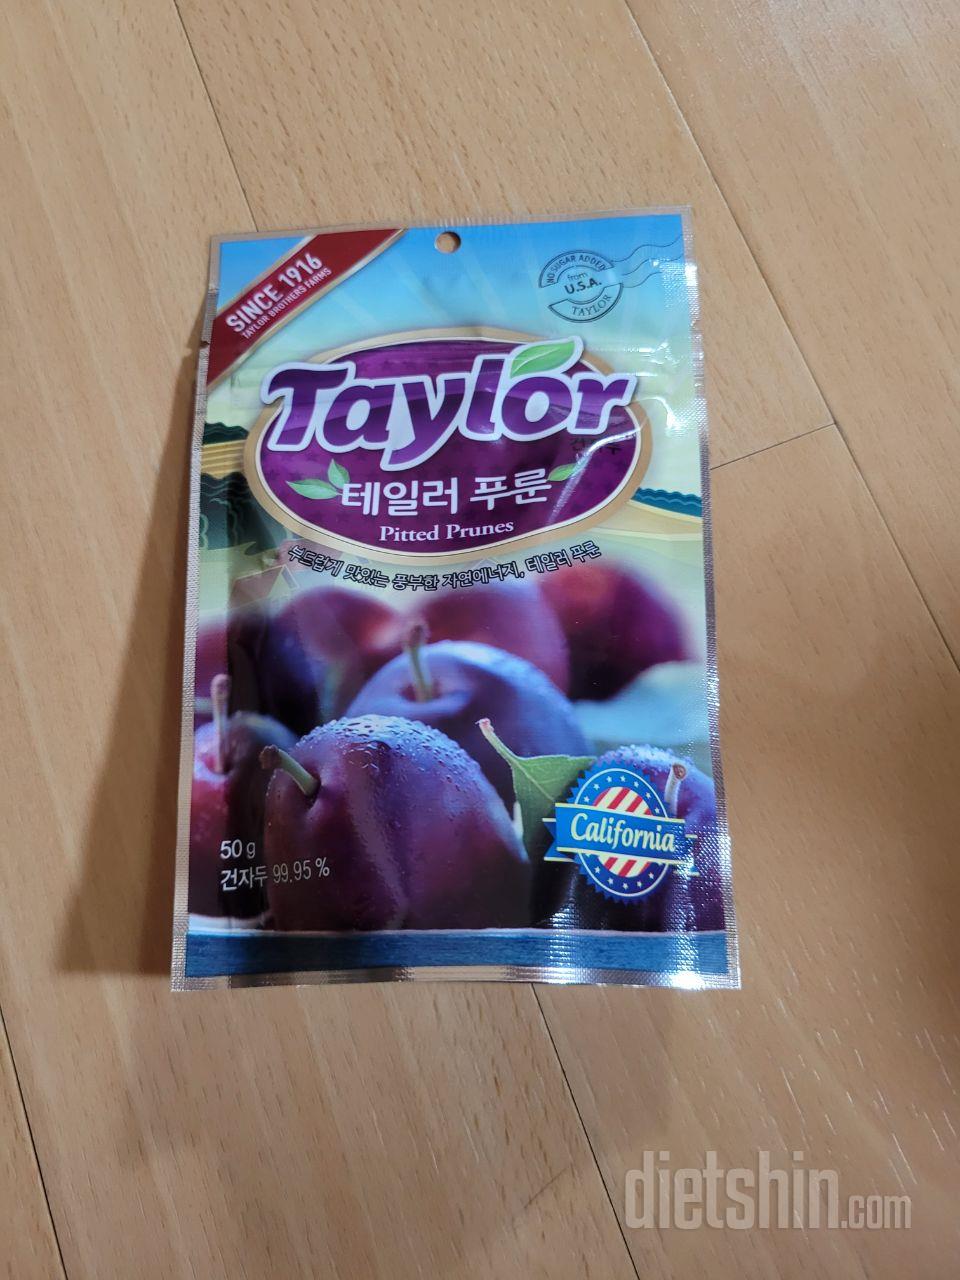 SINCE 1916
TAYLOR BROTHERS FARMS
NO SUGAR ADDED
from
U.S.A.
TAYLOR
Taylor
테일러 푸룬
Pitted Prunes
부드럽게 맛있는 풍부한 자연에너지, 테일러 푸룬
California
50 g
건자두 99.95 %
dietshin.com